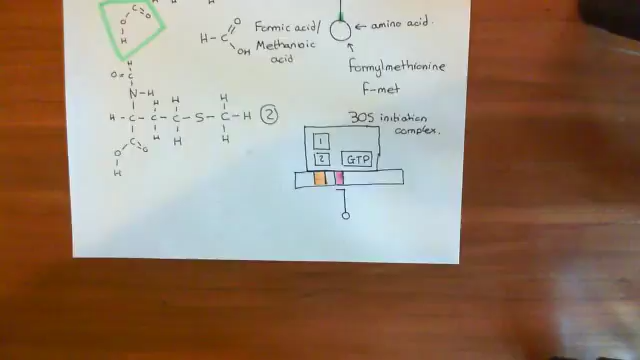 Formic acid/
Methanoic
acid
H-C
O
OH
← amino acid.
formylmethionine
f-met
O=C
H
N-H
H-C-C-C-S-C-H
②
C
O
O
H
30S initiation
complex.
1
2
GTP